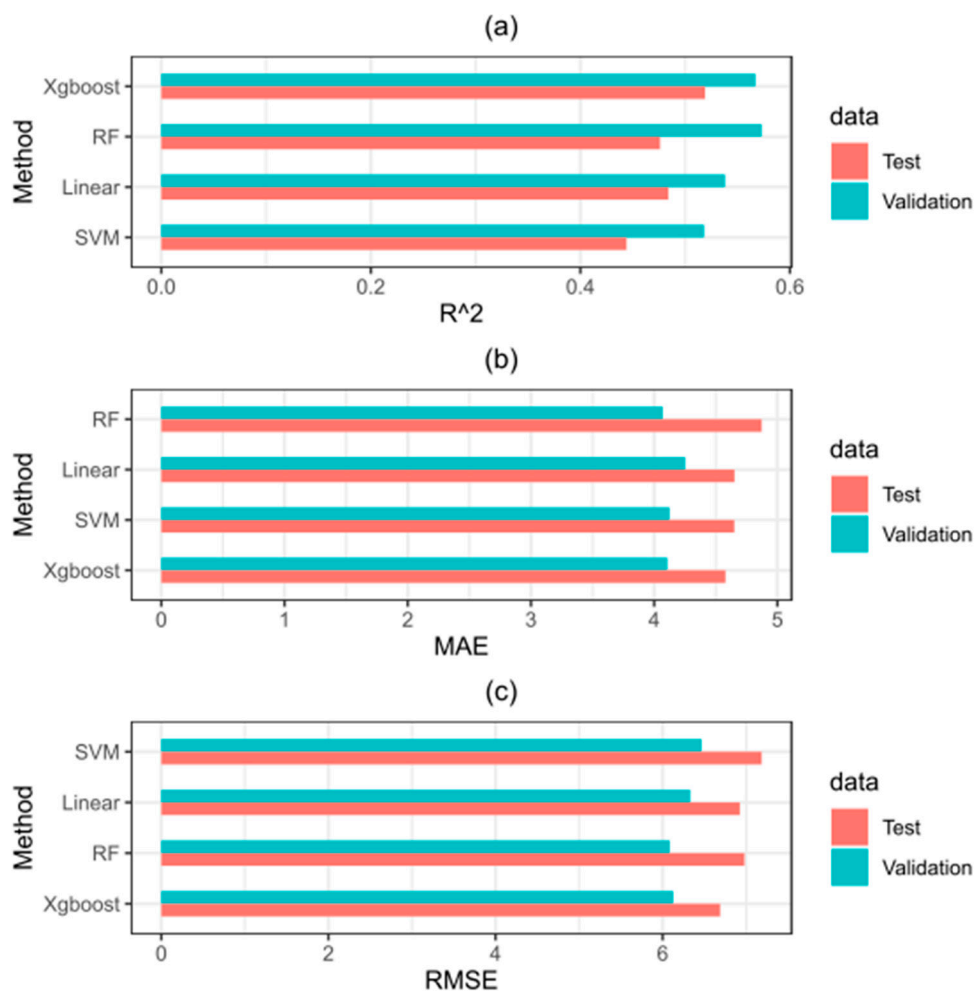 (a)
Method
Xgboost
RF
Linear
SVM
0.0 0.2 0.4 0.6
R^2
data
Test
Validation
(b)
Method
RF
Linear
SVM
Xgboost
0 1 2 3 4 5
MAE
data
Test
Validation
(c)
Method
SVM
Linear
RF
Xgboost
0 2 4 6
RMSE
data
Test
Validation